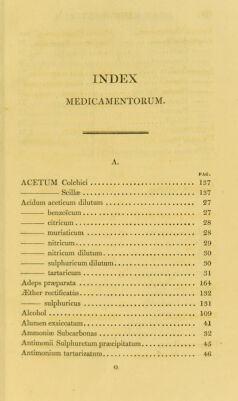 INDEX
MEDICAMENTORUM.
A.
PAG.
ACETUM Colchici ........................... 137
——— Scillæ ........................... 137
Acidum aceticum dilutum ........................... 27
——— benzoïcum ........................... 27
——— citricum ........................... 28
——— muriaticum ........................... 28
——— nitricum ........................... 29
——— nitricum dilutum ........................... 30
——— sulphuricum dilutum ........................... 30
——— tartaricum ........................... 31
Adeps præparata ........................... 164
Æther rectificatus ........................... 132
——— sulphuricus ........................... 131
Alcohol ........................... 109
Alumen exsiccatum ........................... 41
Ammoniæ Subcarbonas ........................... 32
Antimonii Sulphuretum præcipitatum ........................... 45
Antimonium tartarizatum ........................... 46
O